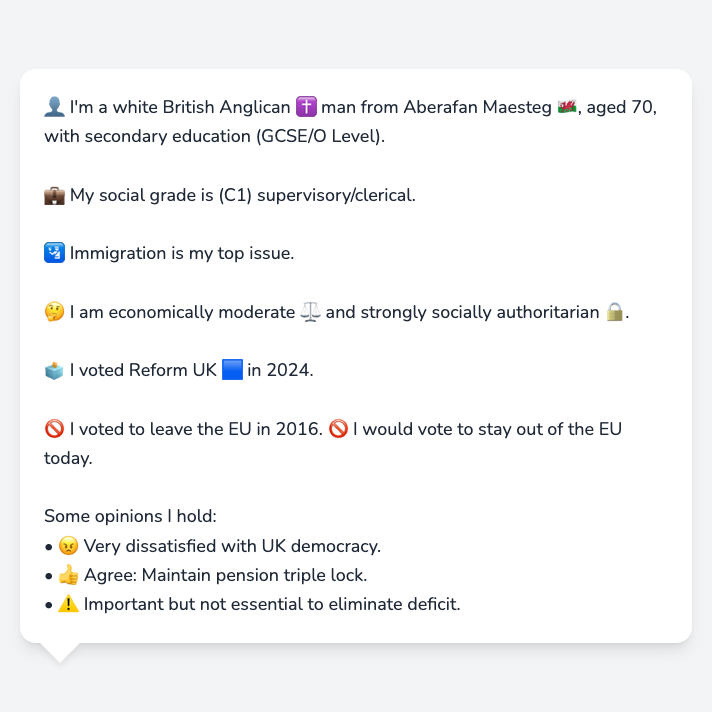 👤 I'm a white British Anglican ✝️ man from Aberafan Maesteg 🏴󠁧󠁢󠁷󠁬󠁳󠁿, aged 70,
with secondary education (GCSE/O Level).
💼 My social grade is (C1) supervisory/clerical.
🛂 Immigration is my top issue.
🤔 I am economically moderate ⚖️ and strongly socially authoritarian 🔒.
🗳️ I voted Reform UK 🟦 in 2024.
🚫 I voted to leave the EU in 2016. 🚫 I would vote to stay out of the EU
today.
Some opinions I hold:
• 😠 Very dissatisfied with UK democracy.
• 👍 Agree: Maintain pension triple lock.
• ⚠️ Important but not essential to eliminate deficit.